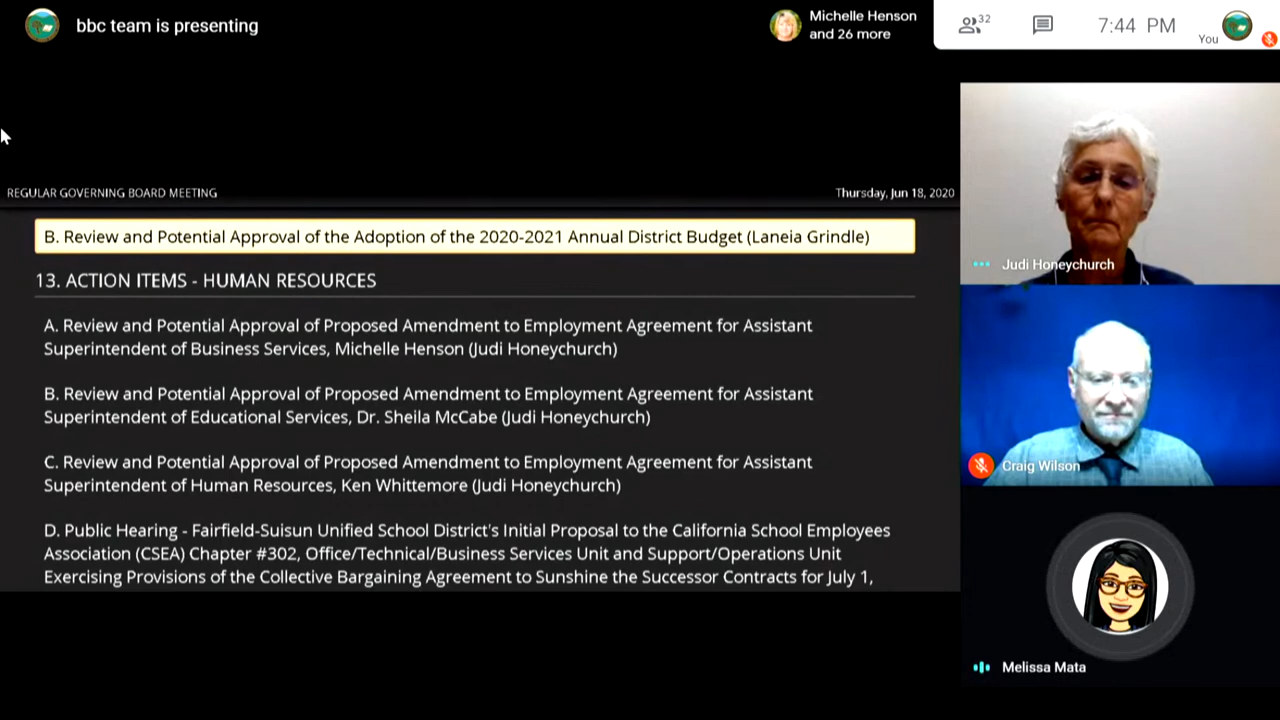 bbc team is presenting
Michelle Henson
and 26 more
32
7:44 PM
You
REGULAR GOVERNING BOARD MEETING
Thursday, Jun 18, 2020
B. Review and Potential Approval of the Adoption of the 2020-2021 Annual District Budget (Laneia Grindle)
13. ACTION ITEMS - HUMAN RESOURCES
A. Review and Potential Approval of Proposed Amendment to Employment Agreement for Assistant
Superintendent of Business Services, Michelle Henson (Judi Honeychurch)
B. Review and Potential Approval of Proposed Amendment to Employment Agreement for Assistant
Superintendent of Educational Services, Dr. Sheila McCabe (Judi Honeychurch)
C. Review and Potential Approval of Proposed Amendment to Employment Agreement for Assistant
Superintendent of Human Resources, Ken Whittemore (Judi Honeychurch)
D. Public Hearing - Fairfield-Suisun Unified School District's Initial Proposal to the California School Employees
Association (CSEA) Chapter #302, Office/Technical/Business Services Unit and Support/Operations Unit
Exercising Provisions of the Collective Bargaining Agreement to Sunshine the Successor Contracts for July 1,
Judi Honeychurch
Craig Wilson
Melissa Mata